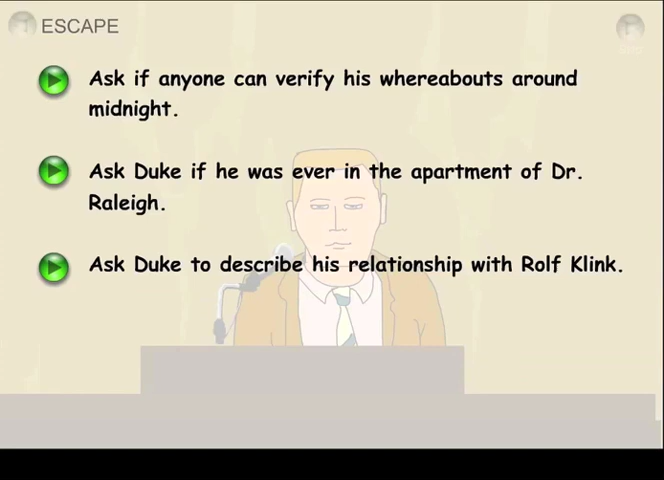 ESCAPE
Ask if anyone can verify his whereabouts around
midnight.
Ask Duke if he was ever in the apartment of Dr.
Raleigh.
Ask Duke to describe his relationship with Rolf Klink.